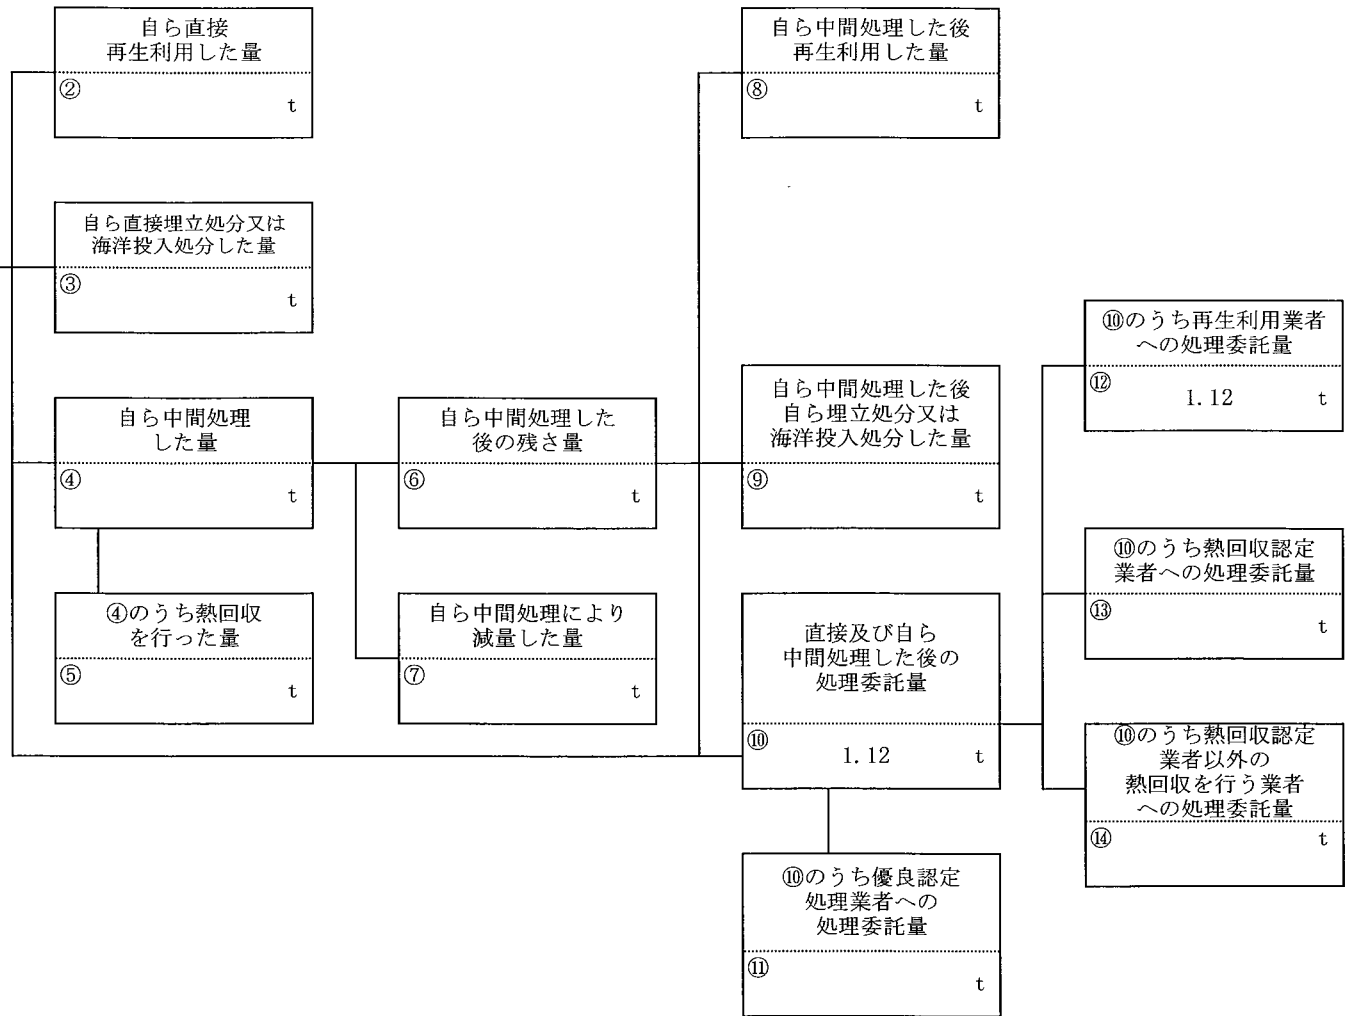 自ら直接
再生利用した量
②
t
自ら直接埋立処分又は
海洋投入処分した量
③
t
自ら中間処理
した量
④
t
④のうち熱回収
を行った量
⑤
t
自ら中間処理した
後の残さ量
⑥
t
自ら中間処理により
減量した量
⑦
t
自ら中間処理した後
再生利用した量
⑧
t
自ら中間処理した後
自ら埋立処分又は
海洋投入処分した量
⑨
t
直接及び自ら
中間処理した後の
処理委託量
⑩ 1.12 t
⑩のうち優良認定
処理業者への
処理委託量
⑪
t
⑩のうち再生利用業者
への処理委託量
⑫ 1.12 t
⑩のうち熱回収認定
業者への処理委託量
⑬
t
⑩のうち熱回収認定
業者以外の
熱回収を行う業者
への処理委託量
⑭
t